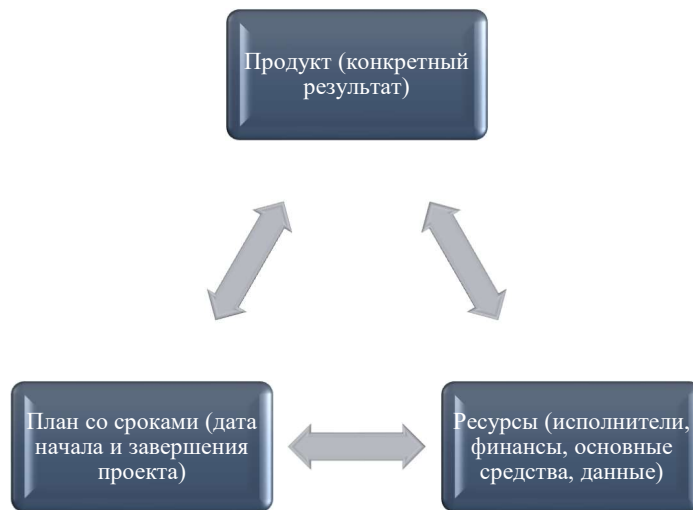 Продукт (конкретный
результат)
План со сроками (дата
начала и завершения
проекта)
Ресурсы (исполнители,
финансы, основные
средства, данные)